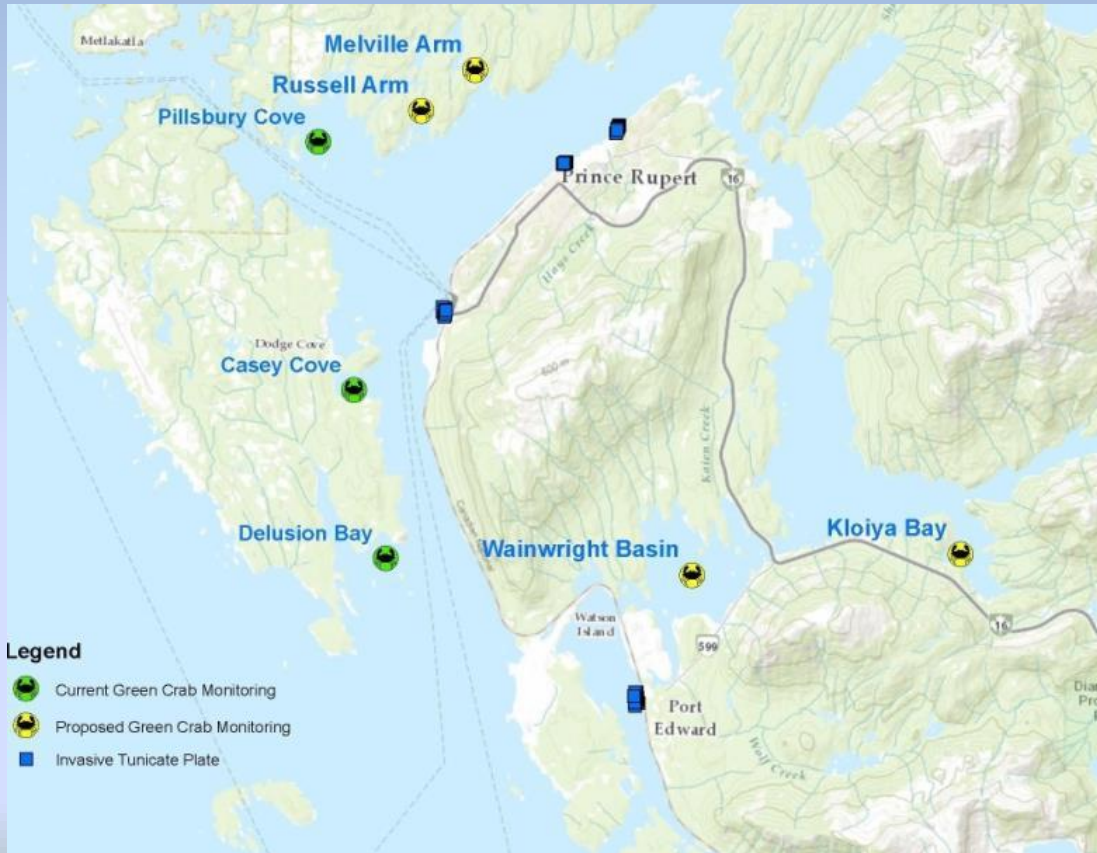 Metlakatla
Melville Arm
Russell Arm
Pillsbury Cove
Prince Rupert
16
Hays Creek
Dodge Cove
Casey Cove
600 m
Kaien Creek
Delusion Bay
Wainwright Basin
Kloiya Bay
Watson
Island
599
16
Port
Edward
Wolf Creek
Legend
Current Green Crab Monitoring
Proposed Green Crab Monitoring
Invasive Tunicate Plate